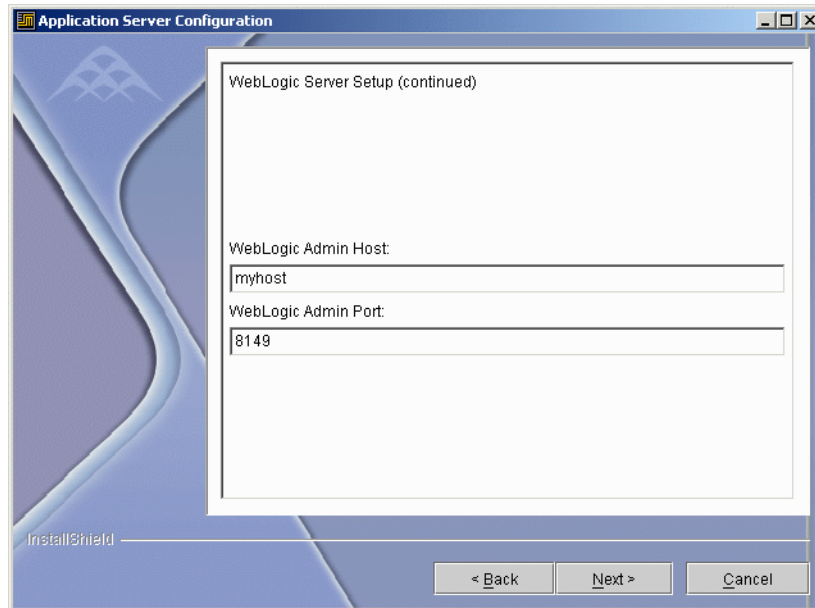 Application Server Configuration
WebLogic Server Setup (continued)
WebLogic Admin Host:
myhost
WebLogic Admin Port:
8149
InstallShield
< Back
Next >
Cancel